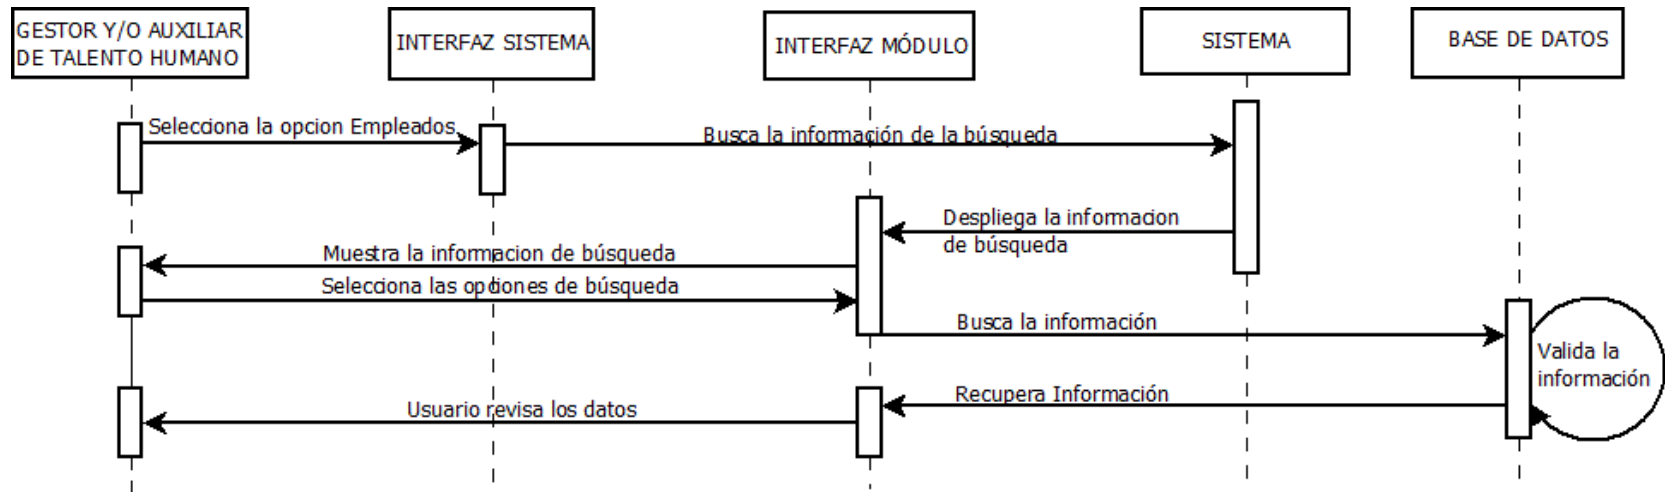 GESTOR Y/O AUXILIAR
DE TALENTO HUMANO
INTERFAZ SISTEMA
INTERFAZ MÓDULO
SISTEMA
BASE DE DATOS
Selecciona la opcion Empleados
Busca la información de la búsqueda
Despliega la informacion
de búsqueda
Muestra la informacion de búsqueda
Selecciona las opciones de búsqueda
Busca la información
Valida la
información
Recupera Información
Usuario revisa los datos